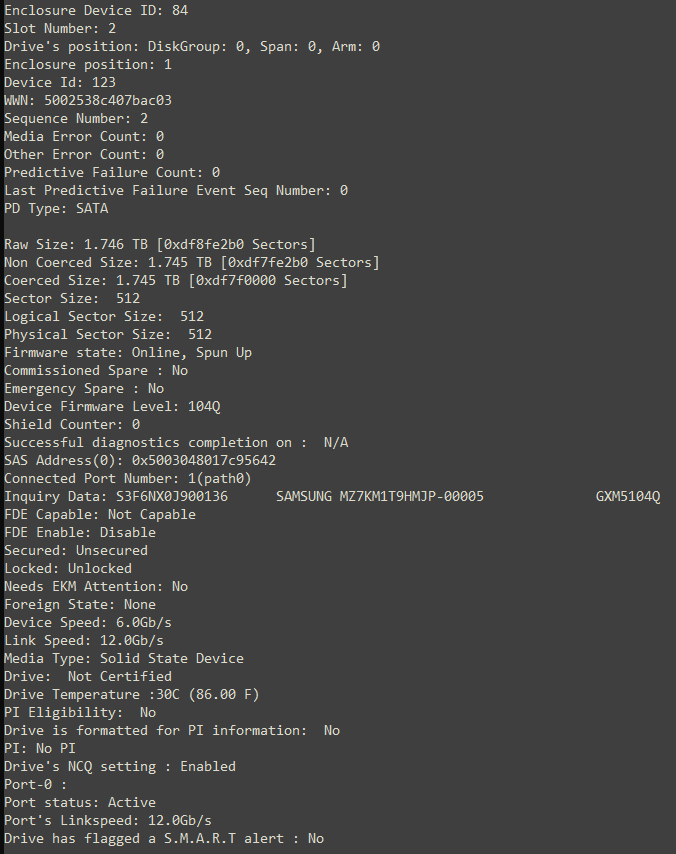 Enclosure Device ID: 84
Slot Number: 2
Drive's position: DiskGroup: 0, Span: 0, Arm: 0
Enclosure position: 1
Device Id: 123
WWN: 5002538c407bac03
Sequence Number: 2
Media Error Count: 0
Other Error Count: 0
Predictive Failure Count: 0
Last Predictive Failure Event Seq Number: 0
PD Type: SATA

Raw Size: 1.746 TB [0xdf8fe2b0 Sectors]
Non Coerced Size: 1.745 TB [0xdf7fe2b0 Sectors]
Coerced Size: 1.745 TB [0xdf7f0000 Sectors]
Sector Size:  512
Logical Sector Size:  512
Physical Sector Size:  512
Firmware state: Online, Spun Up
Commissioned Spare : No
Emergency Spare : No
Device Firmware Level: 104Q
Shield Counter: 0
Successful diagnostics completion on :  N/A
SAS Address(0): 0x5003048017c95642
Connected Port Number: 1(path0)
Inquiry Data: S3F6NX0J900136      SAMSUNG MZ7KM1T9HMJP-00005              GXM5104Q
FDE Capable: Not Capable
FDE Enable: Disable
Secured: Unsecured
Locked: Unlocked
Needs EKM Attention: No
Foreign State: None
Device Speed: 6.0Gb/s
Link Speed: 12.0Gb/s
Media Type: Solid State Device
Drive:  Not Certified
Drive Temperature :30C (86.00 F)
PI Eligibility:  No
Drive is formatted for PI information:  No
PI: No PI
Drive's NCQ setting : Enabled
Port-0 :
Port status: Active
Port's Linkspeed: 12.0Gb/s
Drive has flagged a S.M.A.R.T alert : No